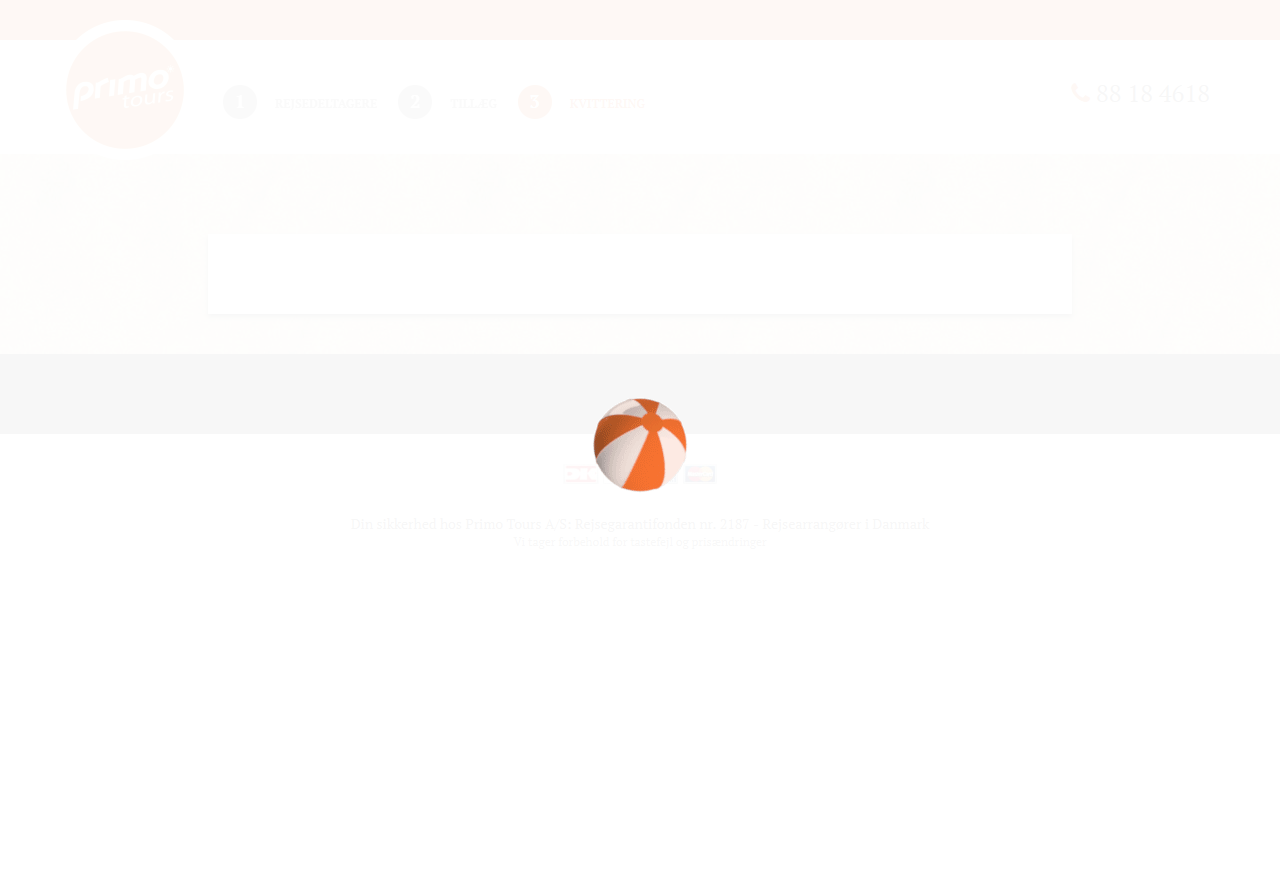 primo
tours
1 REJSEDELTAGERE 2 TILLÆG 3 KVITTERING
88 18 4618
Din sikkerhed hos Primo Tours A/S: Rejsegarantifonden nr. 2187 - Rejsearrangører i Danmark
Vi tager forbehold for tastefejl og prisændringer.